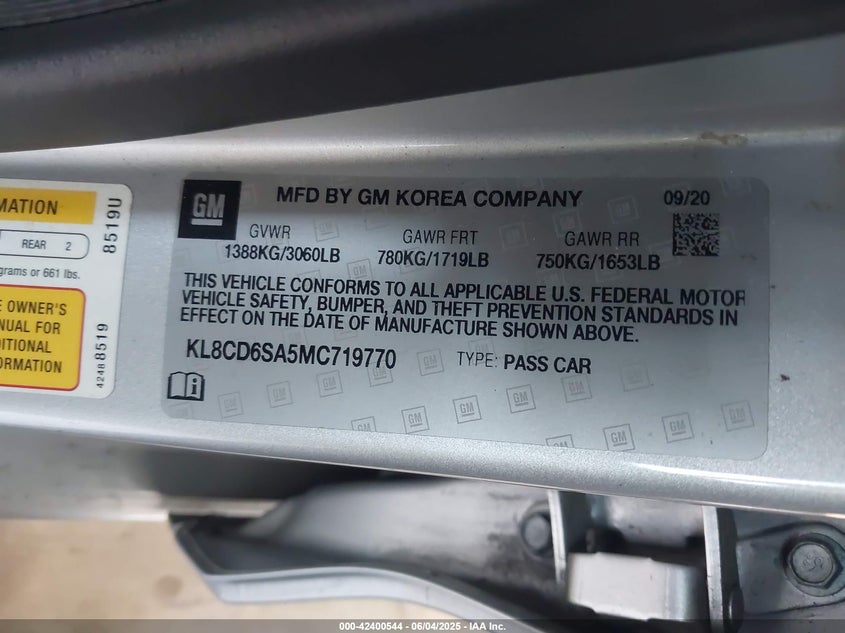 MATION
REAR 2
grams or 661 lbs.
E OWNER'S
NUAL FOR
DITIONAL
FORMATION
8519U
4248 8519
GM
MFD BY GM KOREA COMPANY
09/20
GVWR GAWR FRT GAWR RR
1388KG/3060LB 780KG/1719LB 750KG/1653LB
THIS VEHICLE CONFORMS TO ALL APPLICABLE U.S. FEDERAL MOTOR
VEHICLE SAFETY, BUMPER, AND THEFT PREVENTION STANDARDS IN
EFFECT ON THE DATE OF MANUFACTURE SHOWN ABOVE.
KL8CD6SA5MC719770 TYPE: PASS CAR
000-42400544 - 06/04/2025 - IAA Inc.